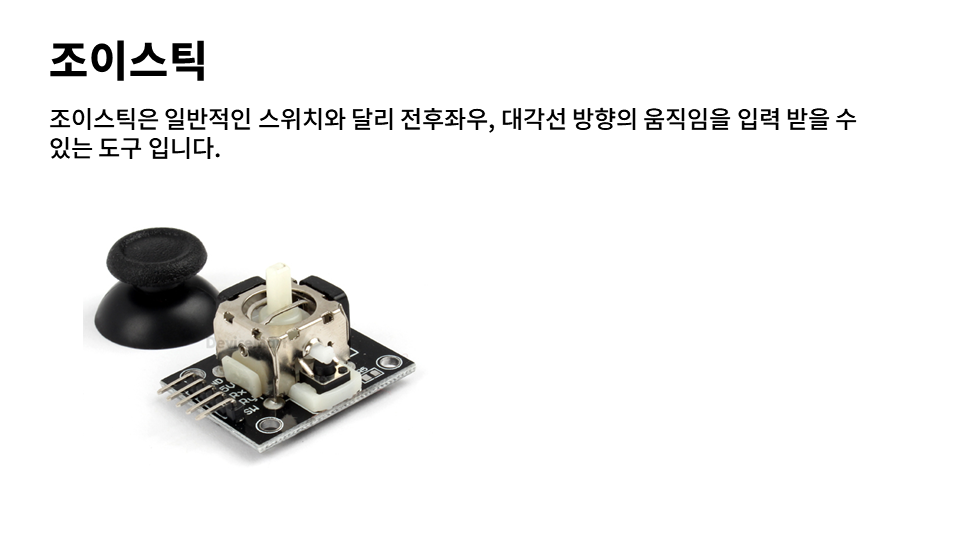 조이스틱
조이스틱은 일반적인 스위치와 달리 전후좌우, 대각선 방향의 움직임을 입력 받을 수
있는 도구 입니다.
SW